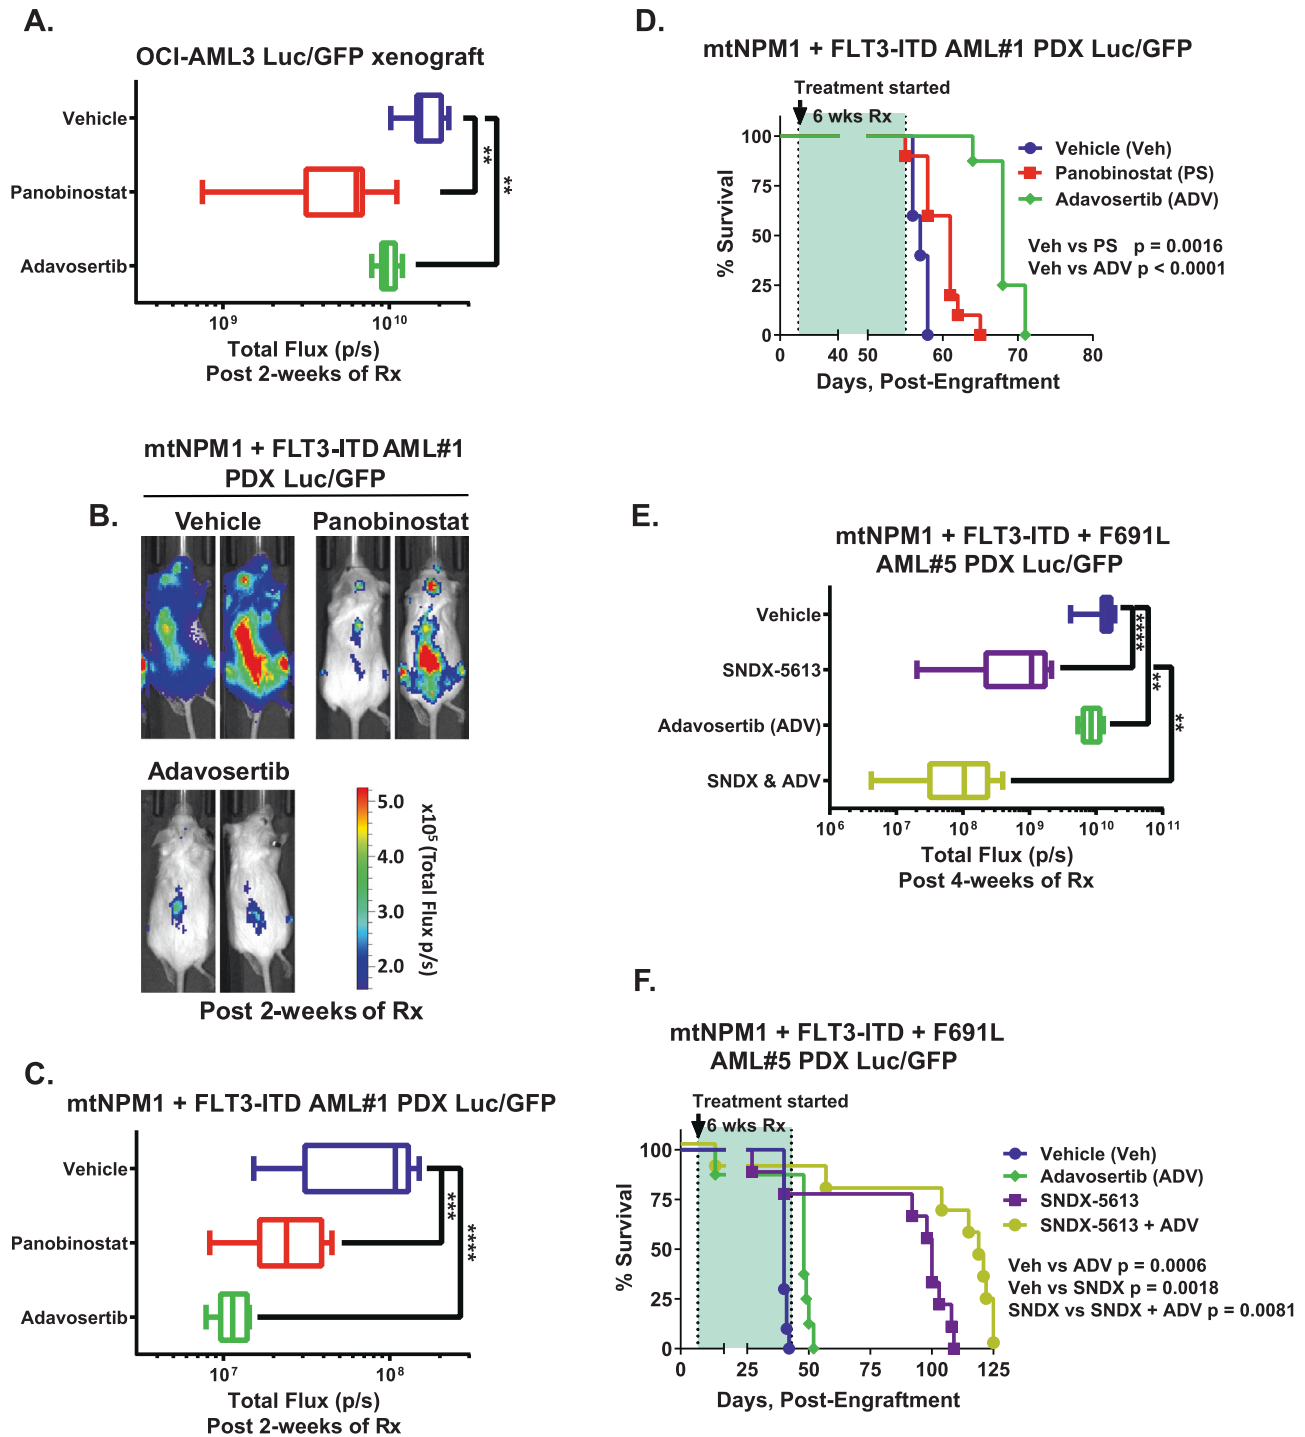 A.
OCI-AML3 Luc/GFP xenograft
Vehicle
Panobinostat
Adavosertib
**
**
10⁹
10¹⁰
Total Flux (p/s)
Post 2-weeks of Rx
mtNPM1 + FLT3-ITD AML#1
PDX Luc/GFP
B.
Vehicle
Panobinostat
Adavosertib
5.0
4.0
3.0
2.0
x10⁵ (Total Flux p/s)
Post 2-weeks of Rx
C.
mtNPM1 + FLT3-ITD AML#1 PDX Luc/GFP
Vehicle
Panobinostat
Adavosertib
***
****
10⁷
10⁸
Total Flux (p/s)
Post 2-weeks of Rx
D.
mtNPM1 + FLT3-ITD AML#1 PDX Luc/GFP
Treatment started
6 wks Rx
% Survival
100
75
50
25
0
0
40
50
60
70
80
Days, Post-Engraftment
Vehicle (Veh)
Panobinostat (PS)
Adavosertib (ADV)
Veh vs PS p = 0.0016
Veh vs ADV p < 0.0001
E.
mtNPM1 + FLT3-ITD + F691L
AML#5 PDX Luc/GFP
Vehicle
SNDX-5613
Adavosertib (ADV)
SNDX & ADV
****
**
**
10⁶
10⁷
10⁸
10⁹
10¹⁰
10¹¹
Total Flux (p/s)
Post 4-weeks of Rx
F.
mtNPM1 + FLT3-ITD + F691L
AML#5 PDX Luc/GFP
Treatment started
6 wks Rx
% Survival
100
75
50
25
0
0
25
50
75
100
125
Days, Post-Engraftment
Vehicle (Veh)
Adavosertib (ADV)
SNDX-5613
SNDX-5613 + ADV
Veh vs ADV p = 0.0006
Veh vs SNDX p = 0.0018
SNDX vs SNDX + ADV p = 0.0081